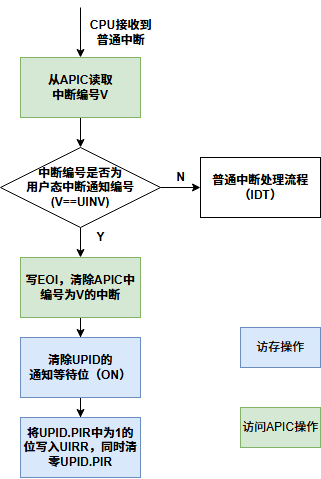 CPU接收到
普通中断
从APIC读取
中断编号V
中断编号是否为
用户态中断通知编号
(V==UINV)
N
普通中断处理流程
（IDT）
Y
写EOI，清除APIC中
编号为V的中断
清除UPID的
通知等待位（ON）
访存操作
将UPID.PIR中为1的
位写入UIRR，同时清
零UPID.PIR
访问APIC操作